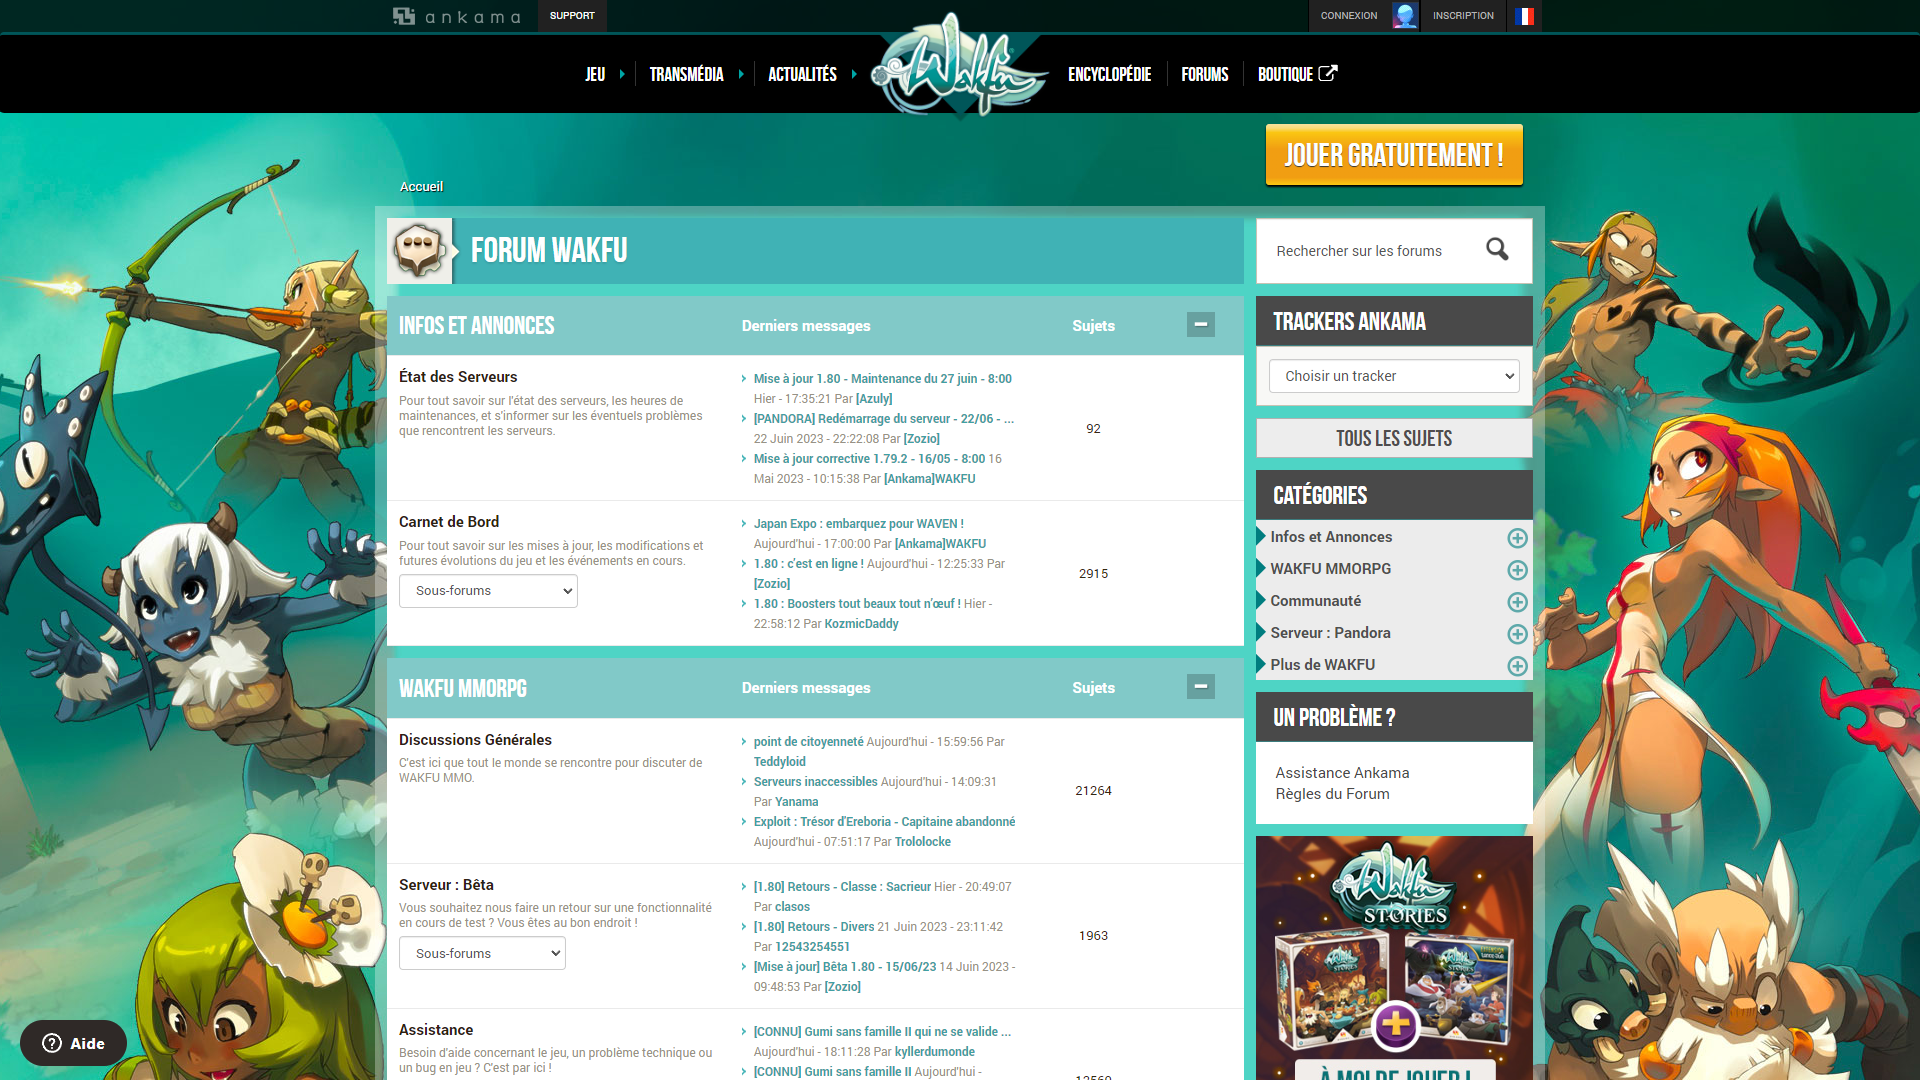 ankama
SUPPORT
CONNEXION
INSCRIPTION
JEU
TRANSMÉDIA
ACTUALITÉS
Wakfu
ENCYCLOPÉDIE
FORUMS
BOUTIQUE
JOUER GRATUITEMENT !
Accueil
FORUM WAKFU
Rechercher sur les forums
INFOS ET ANNONCES
Derniers messages
Sujets
État des Serveurs
Pour tout savoir sur l'état des serveurs, les heures de
maintenances, et s'informer sur les éventuels problèmes
que rencontrent les serveurs.
Mise à jour 1.80 - Maintenance du 27 juin - 8:00
Hier - 17:35:21 Par [Azuly]
[PANDORA] Redémarrage du serveur - 22/06 - ...
22 Juin 2023 - 22:22:08 Par [Zozio]
Mise à jour corrective 1.79.2 - 16/05 - 8:00 16
Mai 2023 - 10:15:38 Par [Ankama]WAKFU
92
Carnet de Bord
Pour tout savoir sur les mises à jour, les modifications et
futures évolutions du jeu et les événements en cours.
Sous-forums
Japan Expo : embarquez pour WAVEN !
Aujourd'hui - 17:00:00 Par [Ankama]WAKFU
1.80 : c'est en ligne ! Aujourd'hui - 12:25:33 Par
[Zozio]
1.80 : Boosters tout beaux tout n’œuf ! Hier -
22:58:12 Par KozmicDaddy
2915
WAKFU MMORPG
Derniers messages
Sujets
Discussions Générales
C'est ici que tout le monde se rencontre pour discuter de
WAKFU MMO.
point de citoyenneté Aujourd'hui - 15:59:56 Par
Teddyloid
Serveurs inaccessibles Aujourd'hui - 14:09:31
Par Yanama
Exploit : Trésor d'Ereboria - Capitaine abandonné
Aujourd'hui - 07:51:17 Par Trololocke
21264
Serveur : Bêta
Vous souhaitez nous faire un retour sur une fonctionnalité
en cours de test ? Vous êtes au bon endroit !
Sous-forums
[1.80] Retours - Classe : Sacrieur Hier - 20:49:07
Par clasos
[1.80] Retours - Divers 21 Juin 2023 - 23:11:42
Par 12543254551
[Mise à jour] Bêta 1.80 - 15/06/23 14 Juin 2023 -
09:48:53 Par [Zozio]
1963
Assistance
Besoin d'aide concernant le jeu, un problème technique ou
un bug en jeu ? C'est par ici !
[CONNU] Gumi sans famille II qui ne se valide ...
Aujourd'hui - 18:11:28 Par kyllerdumonde
[CONNU] Gumi sans famille II Aujourd'hui -
TRACKERS ANKAMA
Choisir un tracker
TOUS LES SUJETS
CATÉGORIES
Infos et Annonces
WAKFU MMORPG
Communauté
Serveur : Pandora
Plus de WAKFU
UN PROBLÈME ?
Assistance Ankama
Règles du Forum
Wakfu
STORIES
À MOI DE JOUER !
Aide